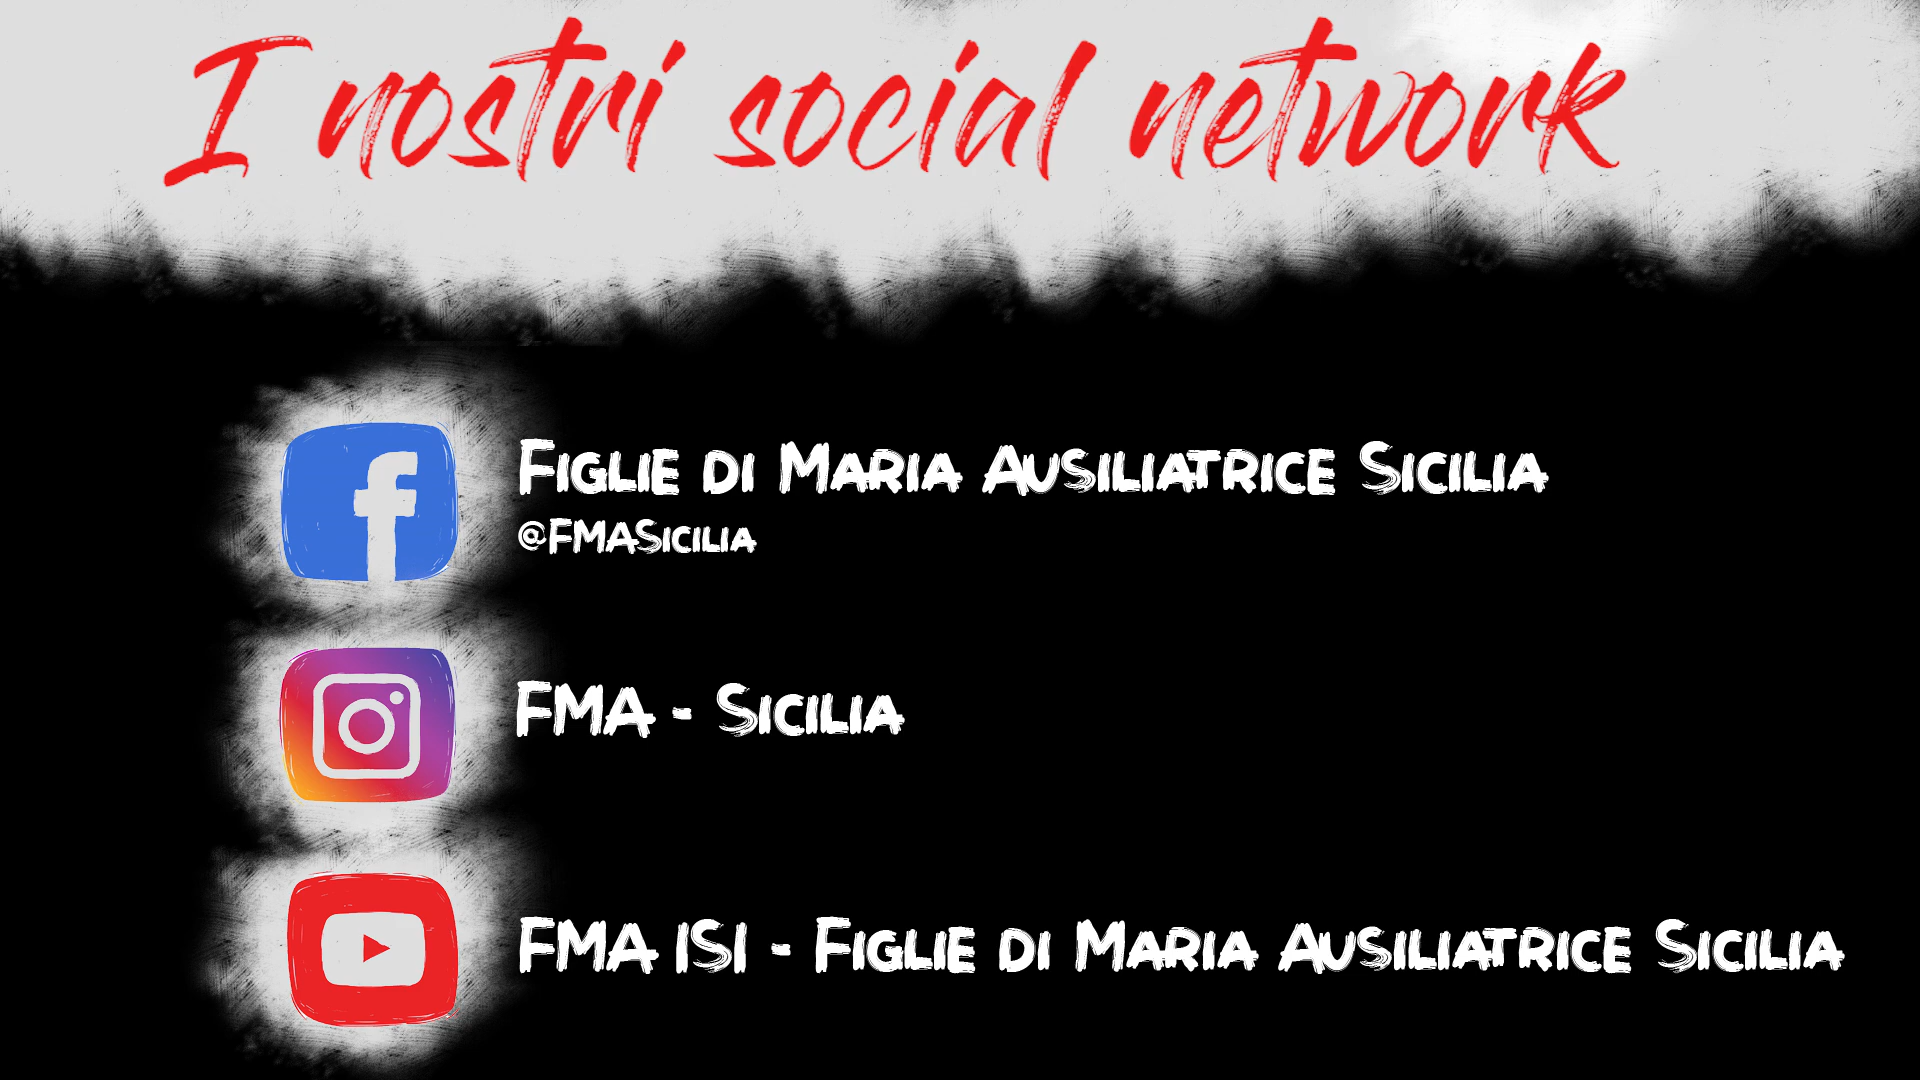 I nostri social network
Figlie di Maria Ausiliatrice Sicilia
@FMASicilia
FMA - Sicilia
FMA ISI - Figlie di Maria Ausiliatrice Sicilia